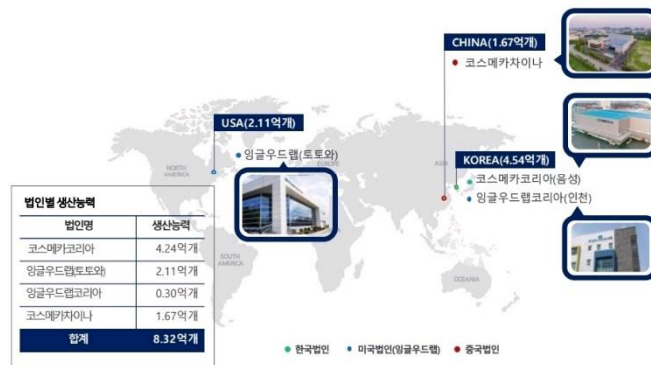 CHINA(1.67억개)
코스메카차이나
USA(2.11억개)
잉글우드랩(토토와)
NORTH AMERICA
EUROPE
ASIA
KOREA(4.54억개)
코스메카코리아(음성)
잉글우드랩코리아(인천)
SOUTH AMERICA
OCEANIA
법인별 생산능력
법인명 생산능력
코스메카코리아 4.24억개
잉글우드랩(토토와) 2.11억개
잉글우드랩코리아 0.30억개
코스메카차이나 1.67억개
합계 8.32억개
한국법인 미국법인(잉글우드랩) 중국법인